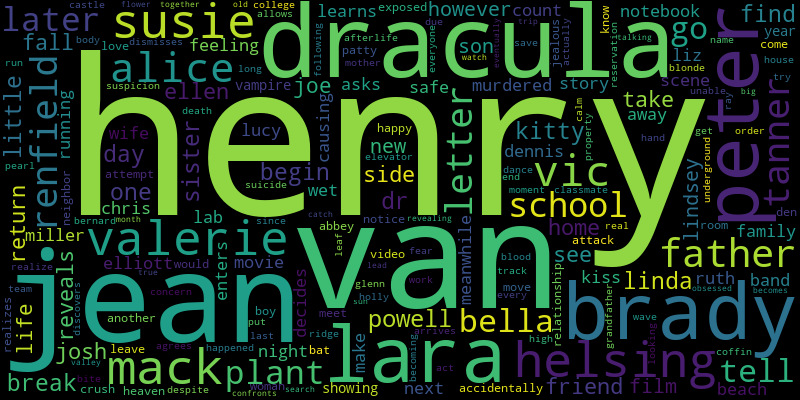 later susie dracula however learns exposed everyone old college flower together castle
allows count notebook find
fall feeling love dismisses come go year know
alice joe asks son safe patty mother afterlife following
little renfield running ellen murdered story liz scene blonde house
vampire causing peter tanner
henry
body long suspicion death lucy happy calm kitty take away
wife sister new letter try unable
day attempt elevator side dennis vic hand big
pearl begin property get order
one suicide wet dr school lindsey underground
chris lab since abbey notice end dance moment classmate real home
bernard month catch revealing attack room den
return miller valerie van see father family
neighbor elliott video leaf fear meanwhile blood relationship kiss linda ruth band
reveals enters would movie track move every
realize team true decides work lead glenn holly grandfather obsessed becomes
life jean concern boy put meet sun powell bella brady
realizes discovers another last ridge high wave
josh leave agrees happened night bat arrives
mack plant make lara helsing tell
break valley crush despite heaven bite woman confronts search showing becoming next act accidentally friend film looking beach
jealous actually due eventually trip save watch talking reservation name ray